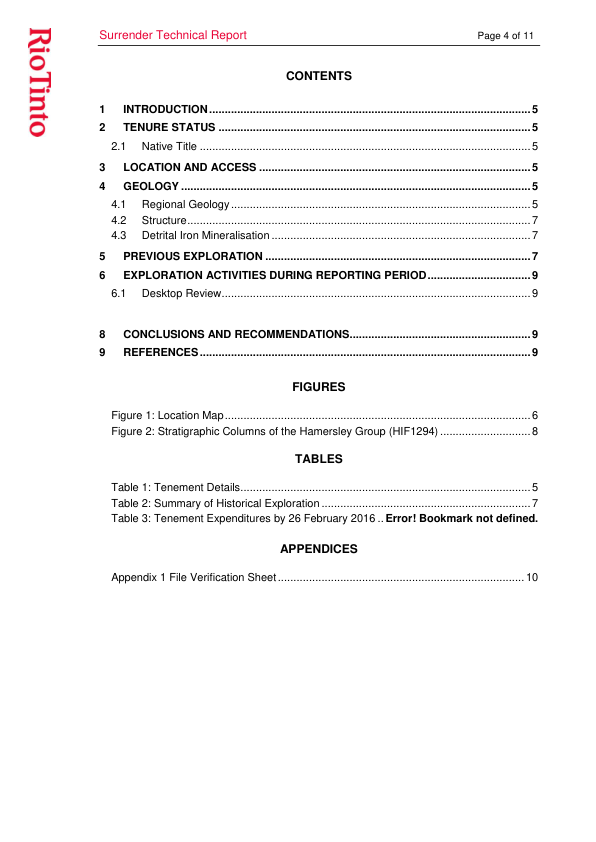 RioTinto
Surrender Technical Report Page 4 of 11
CONTENTS
1 INTRODUCTION 5
2 TENURE STATUS 5
2.1 Native Title 5
3 LOCATION AND ACCESS 5
4 GEOLOGY 5
4.1 Regional Geology 5
4.2 Structure 7
4.3 Detrital Iron Mineralisation 7
5 PREVIOUS EXPLORATION 7
6 EXPLORATION ACTIVITIES DURING REPORTING PERIOD 9
6.1 Desktop Review 9
8 CONCLUSIONS AND RECOMMENDATIONS 9
9 REFERENCES 9
FIGURES
Figure 1: Location Map 6
Figure 2: Stratigraphic Columns of the Hamersley Group (HIF1294) 8
TABLES
Table 1: Tenement Details 5
Table 2: Summary of Historical Exploration 7
Table 3: Tenement Expenditures by 26 February 2016 .. Error! Bookmark not defined.
APPENDICES
Appendix 1 File Verification Sheet 10